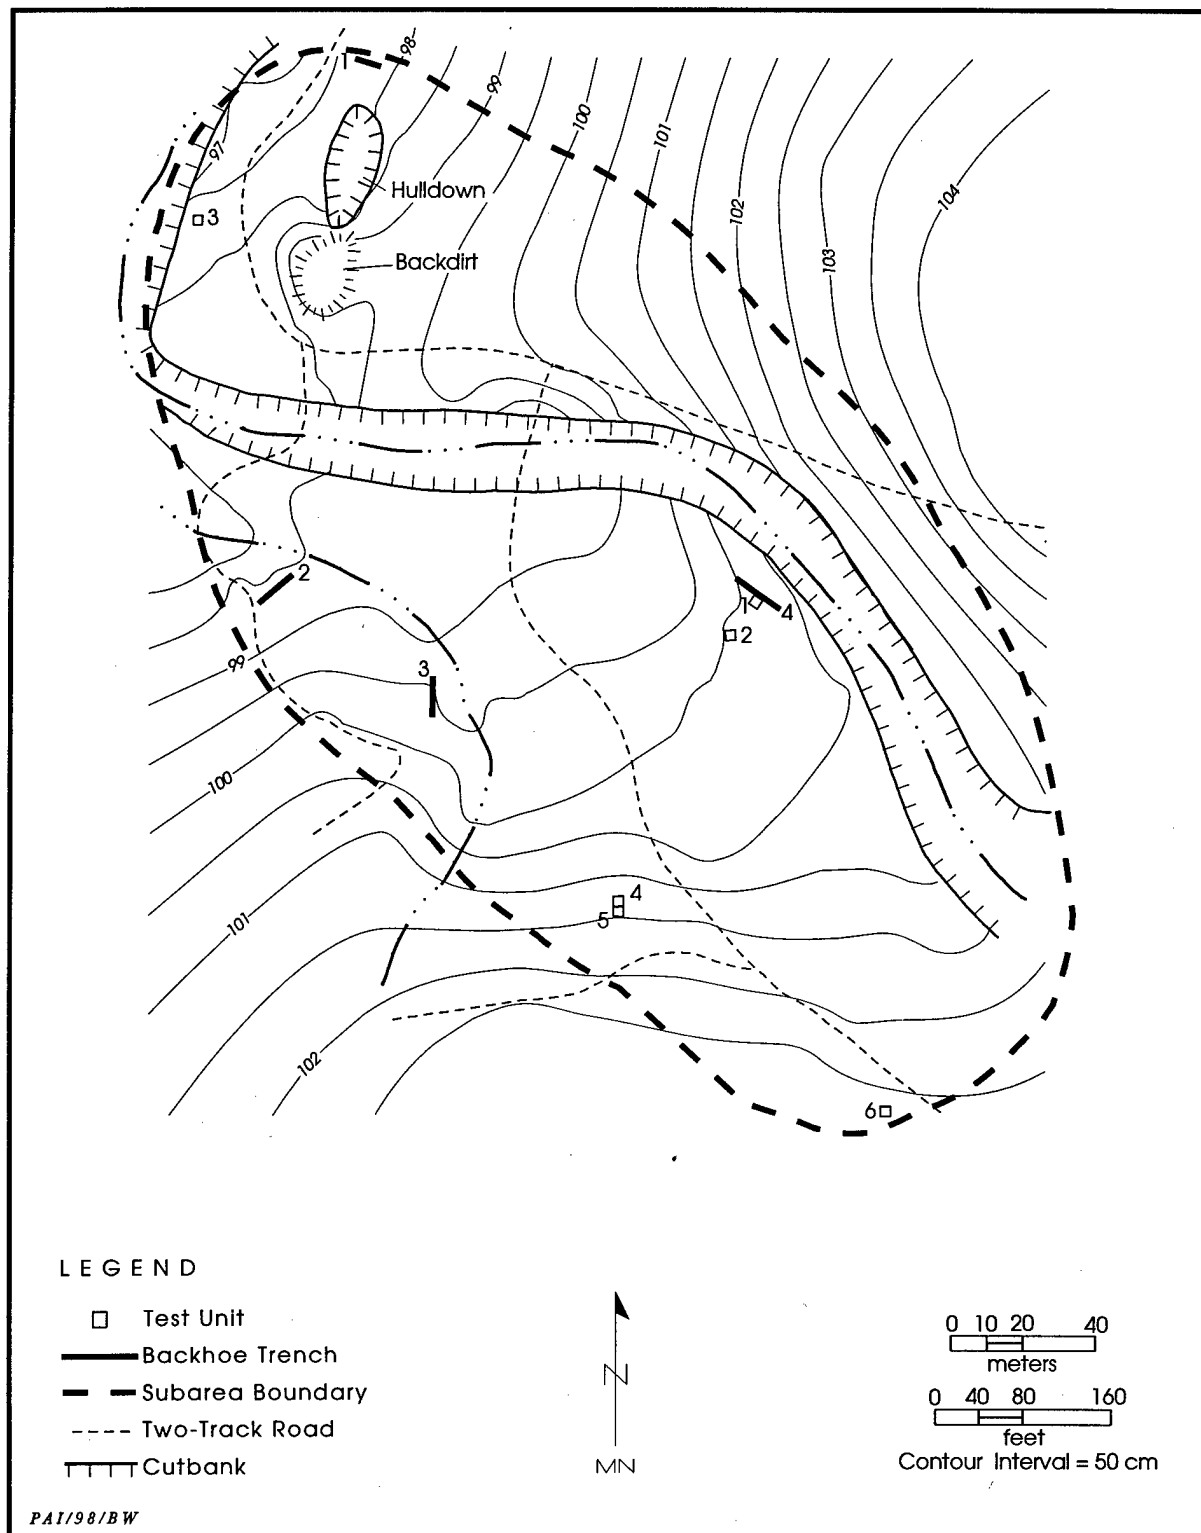 1
98
99
100
101
102
103
104
97
Hulldown
3
Backdirt
2
1
4
2
99
3
100
101
4
5
102
6
LEGEND
Test Unit
Backhoe Trench
Subarea Boundary
Two-Track Road
Cutbank
N
MN
0 10 20 40
meters
0 40 80 160
feet
Contour Interval = 50 cm
PAI/98/BW